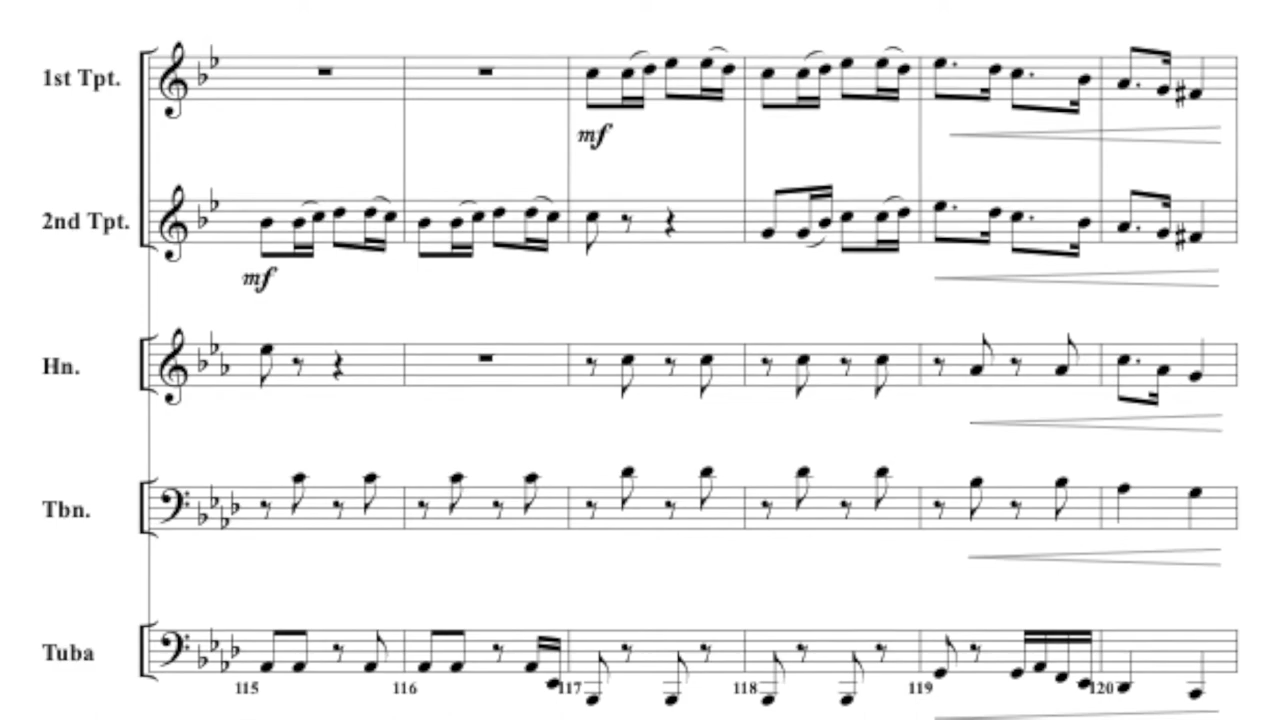 1st Tpt.
mf
2nd Tpt.
mf
Hn.
Tbn.
Tuba
115 116 117 118 119 120